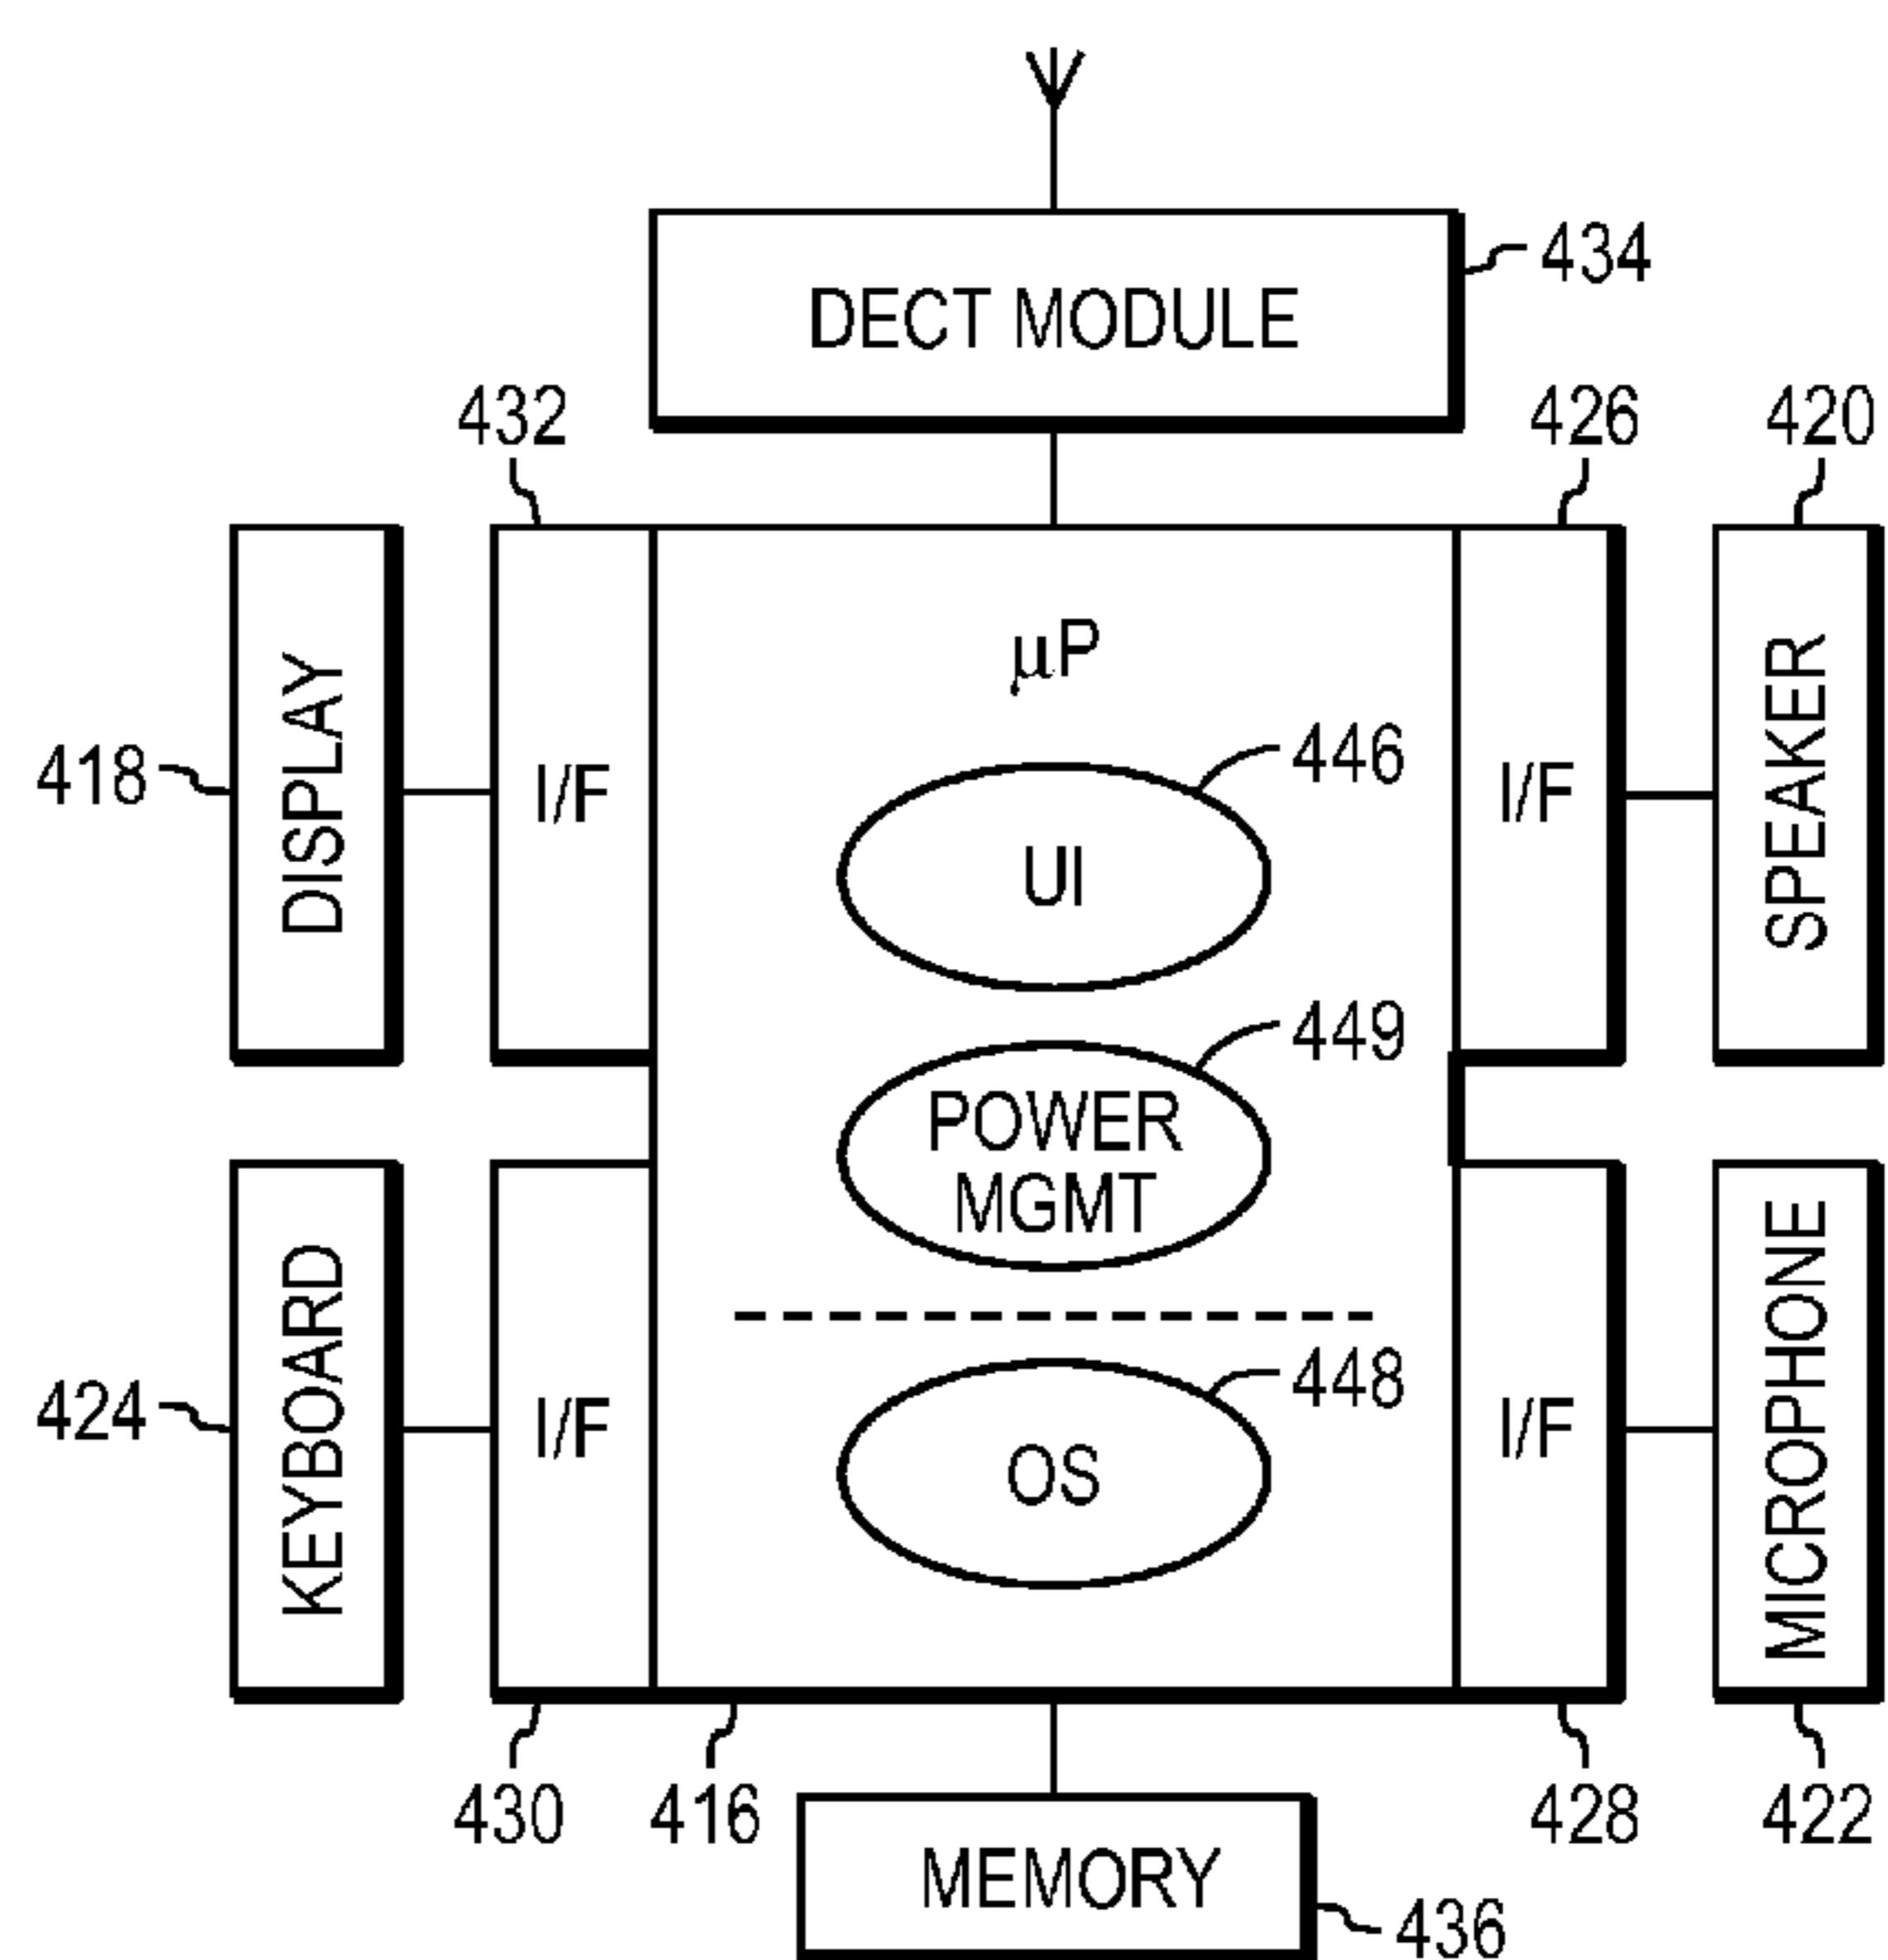 434
DECT MODULE
432
426
420
µP
418
DISPLAY
I/F
446
UI
I/F
SPEAKER
449
POWER
MGMT
424
KEYBOARD
I/F
448
OS
I/F
MICROPHONE
430
416
428
422
MEMORY
436